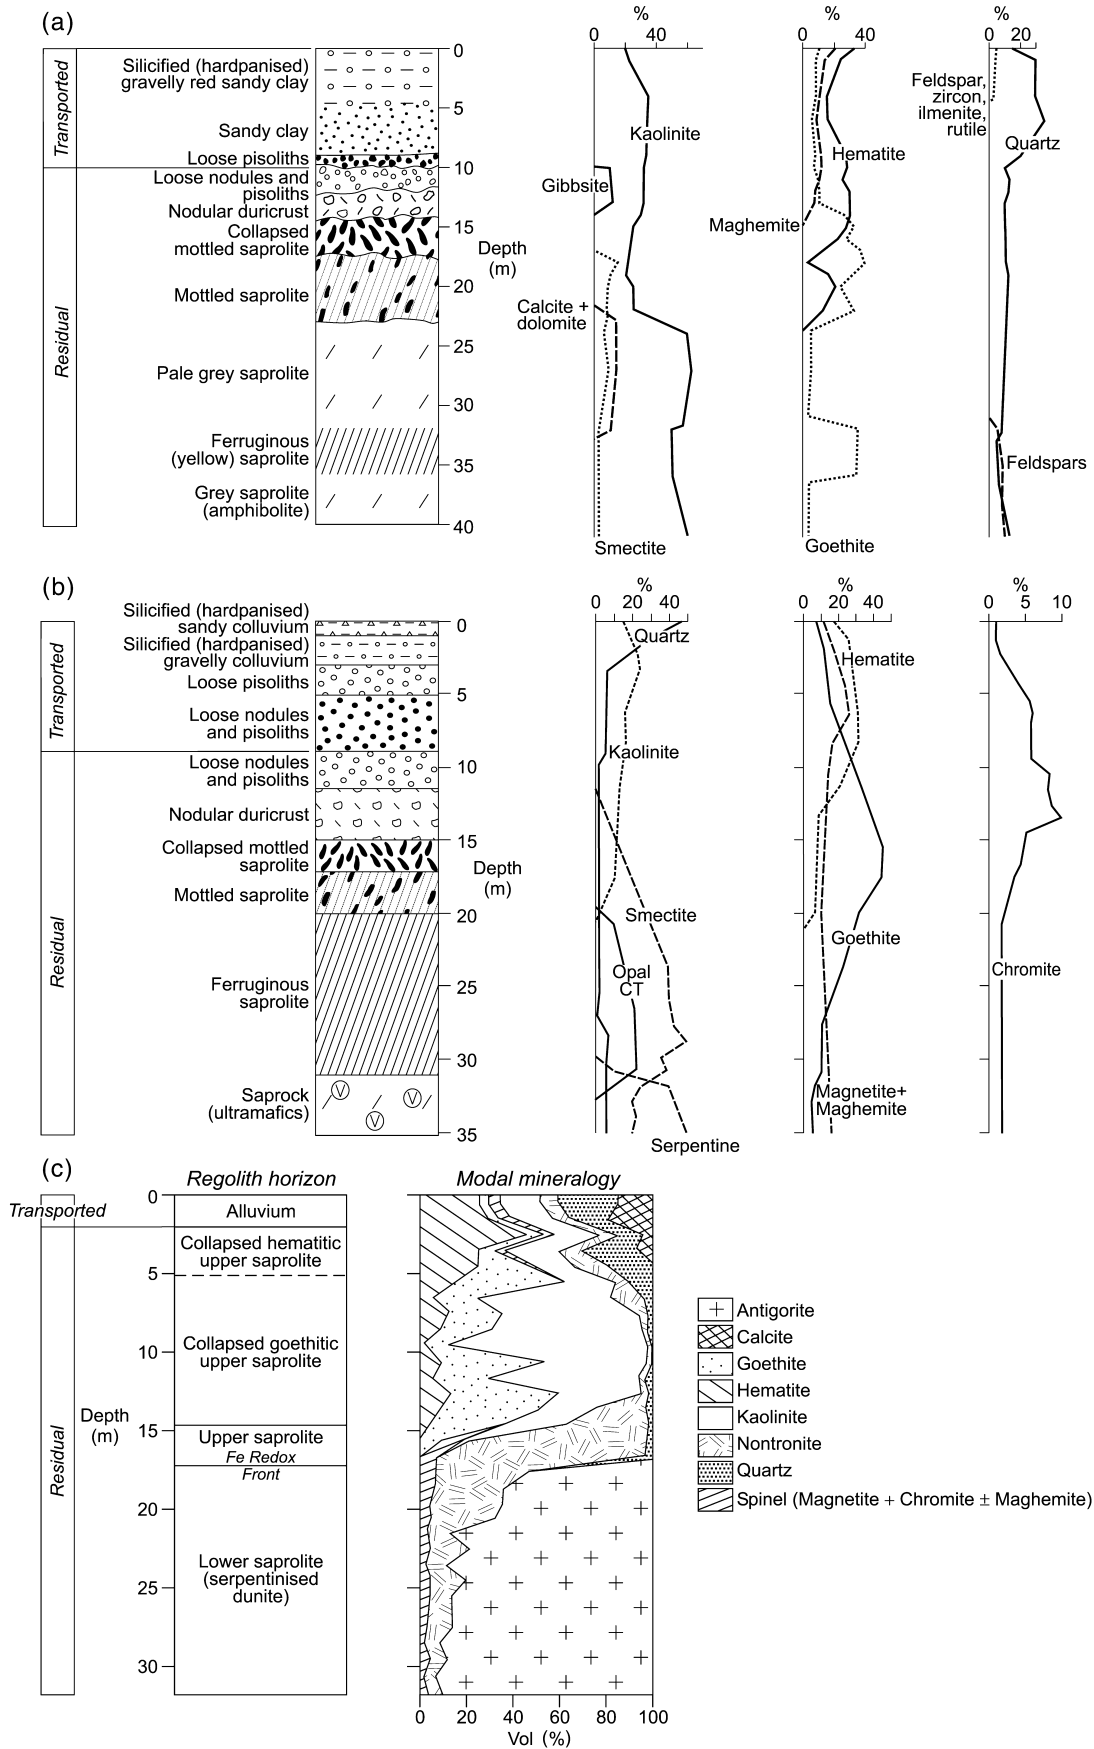 (a)
%
%
%
0 40
0 40
0 20
Transported
Residual
Silicified (hardpanised)
gravelly red sandy clay
Sandy clay
Loose pisoliths
Loose nodules and
pisoliths
Nodular duricrust
Collapsed
mottled saprolite
Mottled saprolite
Pale grey saprolite
Ferruginous
(yellow) saprolite
Grey saprolite
(amphibolite)
0
5
10
15
20
25
30
35
40
Depth
(m)
Kaolinite
Gibbsite
Calcite +
dolomite
Smectite
Hematite
Maghemite
Goethite
Feldspar,
zircon,
ilmenite,
rutile
Quartz
Feldspars
(b)
%
%
%
0 20 40
0 20 40
0 5 10
Transported
Residual
Silicified (hardpanised)
sandy colluvium
Silicified (hardpanised)
gravelly colluvium
Loose pisoliths
Loose nodules
and pisoliths
Loose nodules
and pisoliths
Nodular duricrust
Collapsed mottled
saprolite
Mottled saprolite
Ferruginous
saprolite
Saprock
(ultramafics)
V
V
V
0
5
10
15
20
25
30
35
Depth
(m)
Quartz
Kaolinite
Smectite
Opal
CT
Serpentine
Hematite
Goethite
Magnetite+
Maghemite
Chromite
(c)
Regolith horizon
Modal mineralogy
Transported
Residual
Depth
(m)
0
5
10
15
20
25
30
Alluvium
Collapsed hematitic
upper saprolite
Collapsed goethitic
upper saprolite
Upper saprolite
Fe Redox
Front
Lower saprolite
(serpentinised
dunite)
0 20 40 60 80 100
Vol (%)
Antigorite
Calcite
Goethite
Hematite
Kaolinite
Nontronite
Quartz
Spinel (Magnetite + Chromite ± Maghemite)